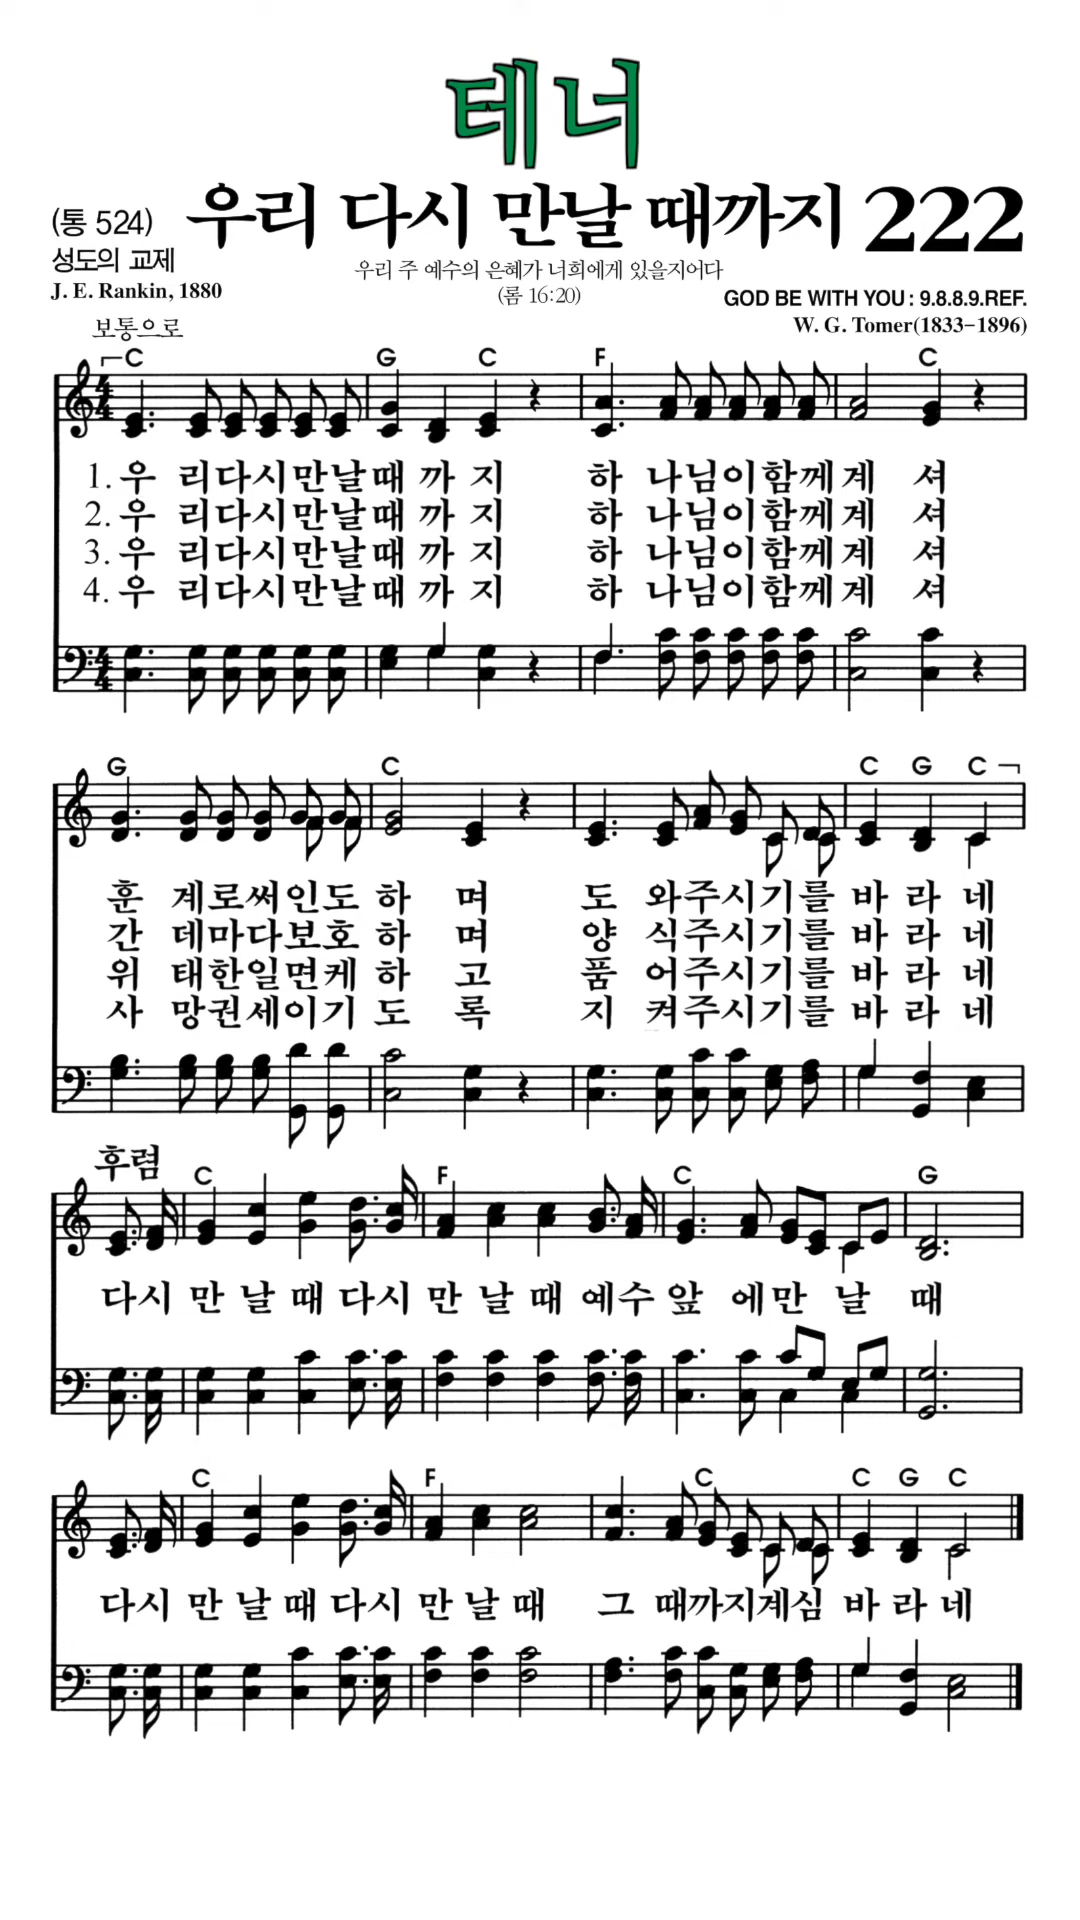 테너
(통 524) 우리 다시 만날 때까지 222
성도의 교제
우리 주 예수의 은혜가 너희에게 있을지어다
J. E. Rankin, 1880
(롬 16:20)
GOD BE WITH YOU : 9.8.8.9.REF.
W. G. Tomer(1833-1896)
보통으로
C G C F C
1. 우 리다시만날때 까 지 하 나님이함께계 셔
2. 우 리다시만날때 까 지 하 나님이함께계 셔
3. 우 리다시만날때 까 지 하 나님이함께계 셔
4. 우 리다시만날때 까 지 하 나님이함께계 셔
G C C G C
훈 계로써인도 하 며 도 와주시기를 바 라 네
간 데마다보호 하 며 양 식주시기를 바 라 네
위 태한일면케 하 고 품 어주시기를 바 라 네
사 망권세이기 도 록 지 켜주시기를 바 라 네
후렴
C F C G
다시 만 날 때 다시 만 날 때 예수 앞 에만 날 때
C F C C G C
다시 만 날 때 다시 만 날 때 그 때까지계심 바 라 네